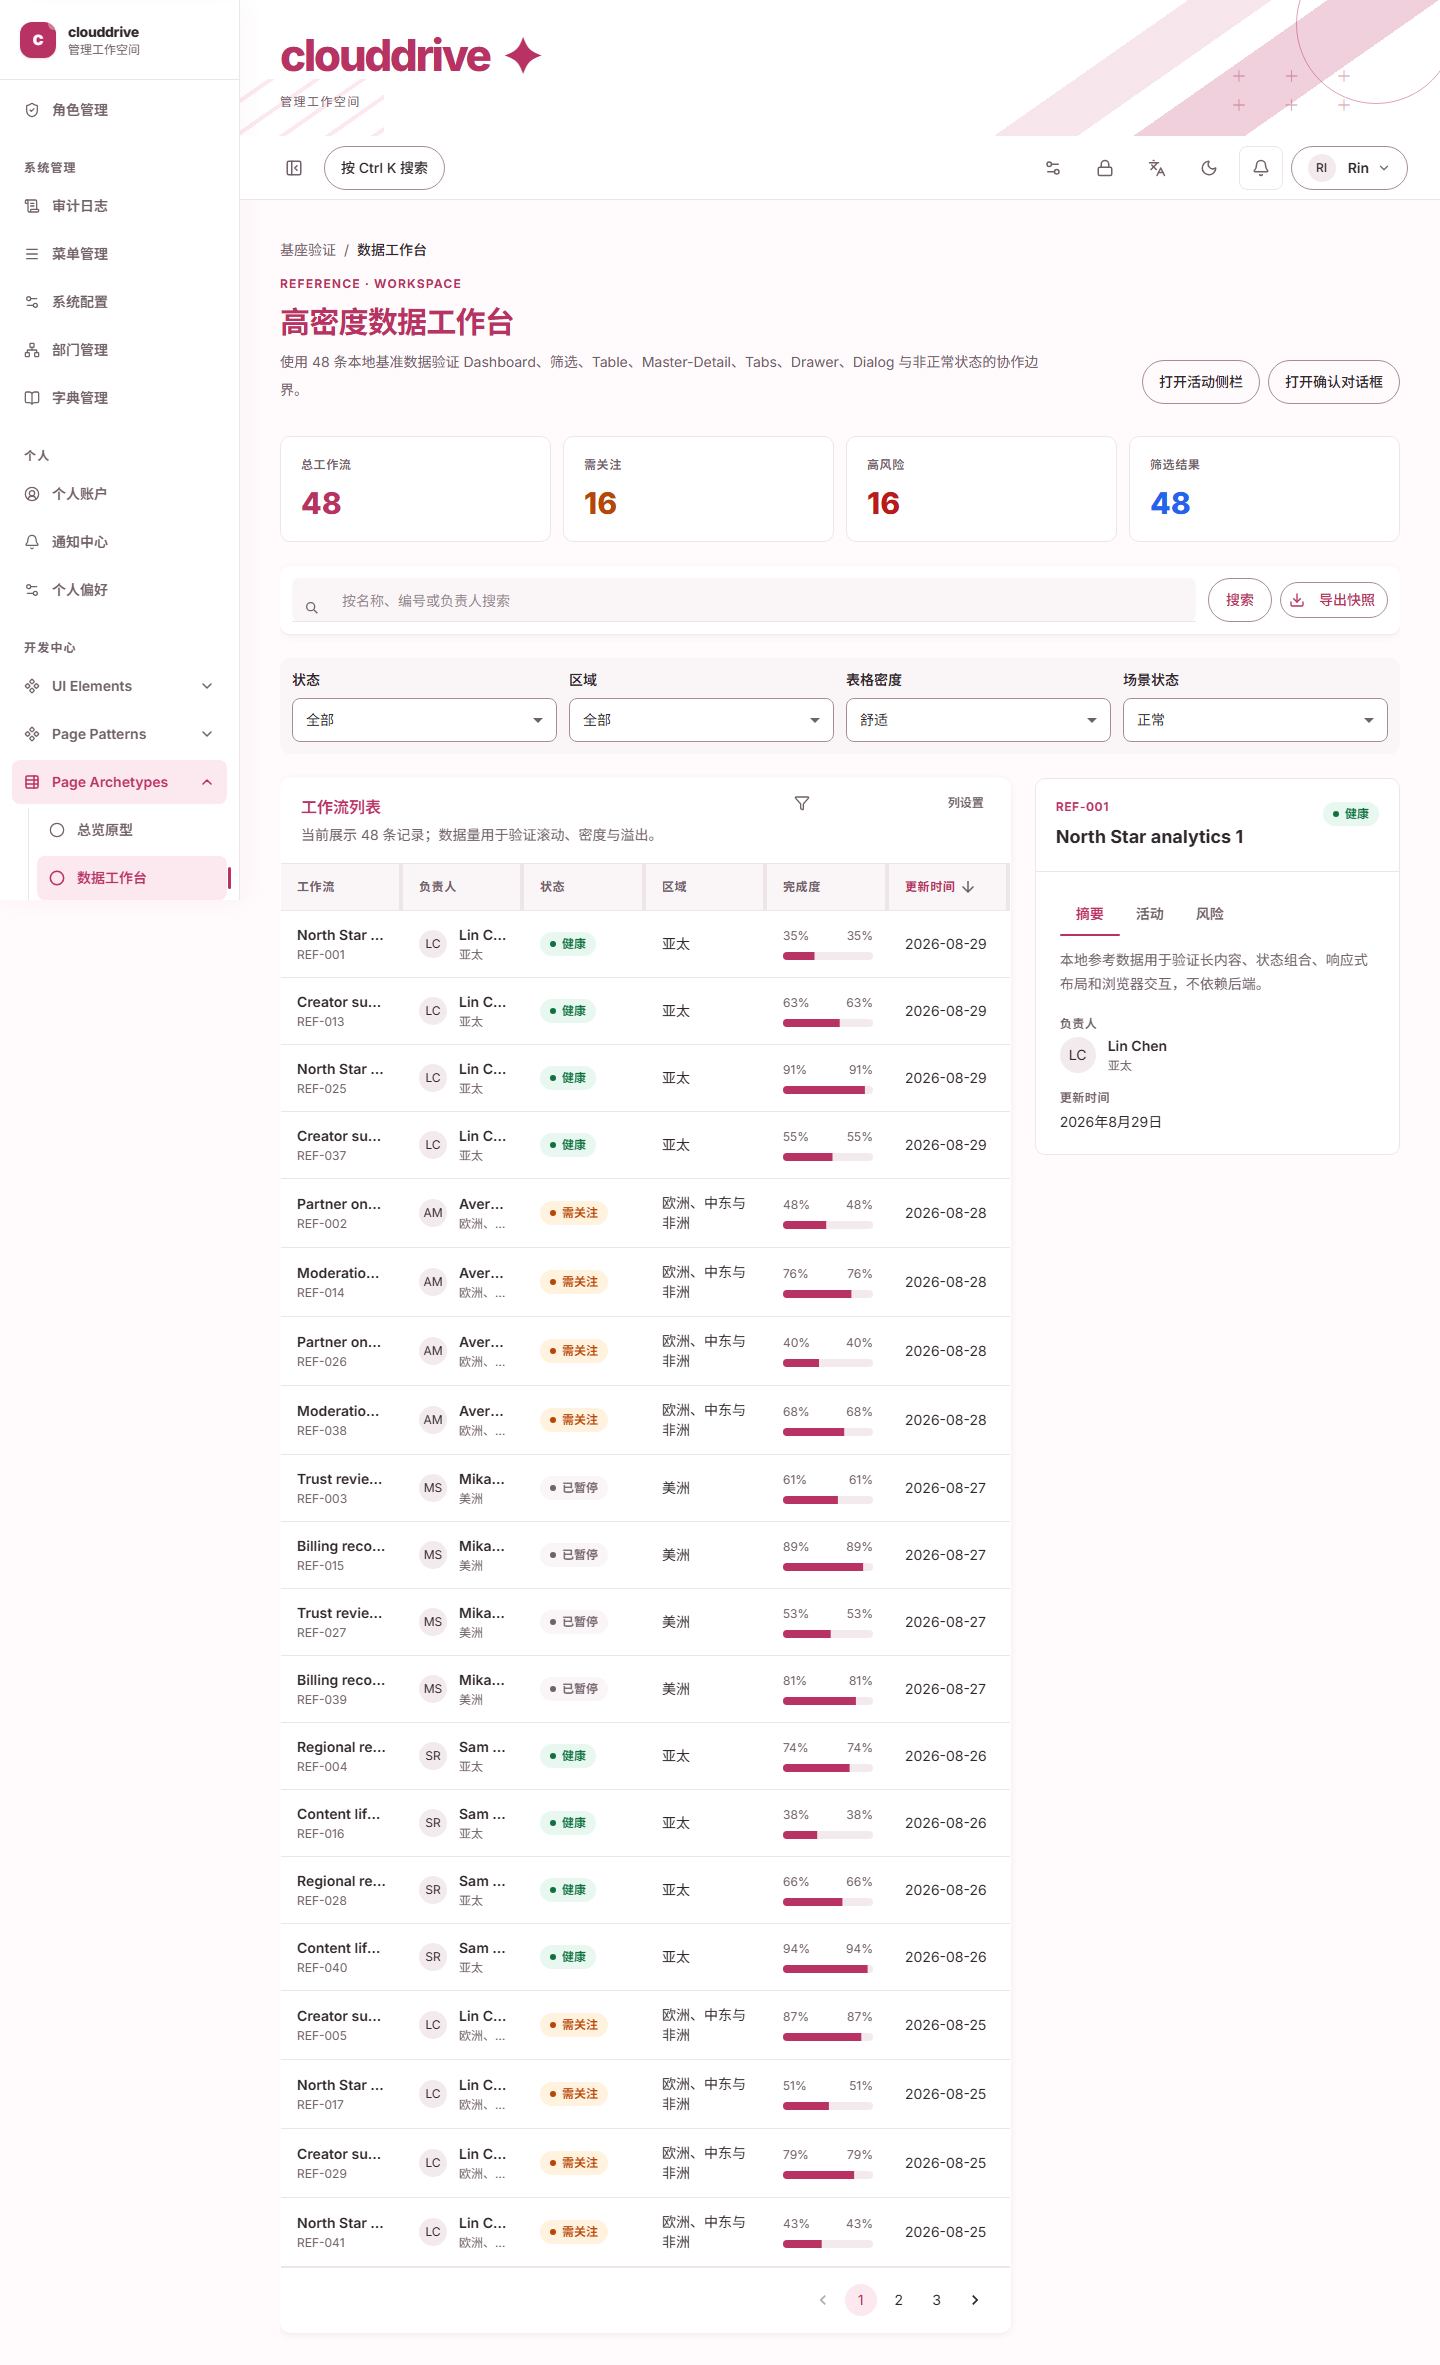 C
clouddrive
管理工作空间
角色管理
系统管理
审计日志
菜单管理
系统配置
部门管理
字典管理
个人
个人账户
通知中心
个人偏好
开发中心
UI Elements
Page Patterns
Page Archetypes
总览原型
数据工作台
clouddrive
管理工作空间
按 Ctrl K 搜索
RI
Rin
基座验证 / 数据工作台
REFERENCE · WORKSPACE
高密度数据工作台
使用 48 条本地基准数据验证 Dashboard、筛选、Table、Master-Detail、Tabs、Drawer、Dialog 与非正常状态的协作边
界。
打开活动侧栏
打开确认对话框
总工作流
48
需关注
16
高风险
16
筛选结果
48
按名称、编号或负责人搜索
搜索
导出快照
状态
全部
区域
全部
表格密度
舒适
场景状态
正常
工作流列表
当前展示 48 条记录；数据量用于验证滚动、密度与溢出。
列设置
工作流 负责人 状态 区域 完成度 更新时间
North Star ... LC Lin C... 健康 亚太 35% 35% 2026-08-29
REF-001 亚太
Creator su... LC Lin C... 健康 亚太 63% 63% 2026-08-29
REF-013 亚太
North Star ... LC Lin C... 健康 亚太 91% 91% 2026-08-29
REF-025 亚太
Creator su... LC Lin C... 健康 亚太 55% 55% 2026-08-29
REF-037 亚太
Partner on... AM Aver... 需关注 欧洲、中东与 48% 48% 2026-08-28
REF-002 欧洲、... 非洲
Moderatio... AM Aver... 需关注 欧洲、中东与 76% 76% 2026-08-28
REF-014 欧洲、... 非洲
Partner on... AM Aver... 需关注 欧洲、中东与 40% 40% 2026-08-28
REF-026 欧洲、... 非洲
Moderatio... AM Aver... 需关注 欧洲、中东与 68% 68% 2026-08-28
REF-038 欧洲、... 非洲
Trust revie... MS Mika... 已暂停 美洲 61% 61% 2026-08-27
REF-003 美洲
Billing reco... MS Mika... 已暂停 美洲 89% 89% 2026-08-27
REF-015 美洲
Trust revie... MS Mika... 已暂停 美洲 53% 53% 2026-08-27
REF-027 美洲
Billing reco... MS Mika... 已暂停 美洲 81% 81% 2026-08-27
REF-039 美洲
Regional re... SR Sam ... 健康 亚太 74% 74% 2026-08-26
REF-004 亚太
Content lif... SR Sam ... 健康 亚太 38% 38% 2026-08-26
REF-016 亚太
Regional re... SR Sam ... 健康 亚太 66% 66% 2026-08-26
REF-028 亚太
Content lif... SR Sam ... 健康 亚太 94% 94% 2026-08-26
REF-040 亚太
Creator su... LC Lin C... 需关注 欧洲、中东与 87% 87% 2026-08-25
REF-005 欧洲、... 非洲
North Star ... LC Lin C... 需关注 欧洲、中东与 51% 51% 2026-08-25
REF-017 欧洲、... 非洲
Creator su... LC Lin C... 需关注 欧洲、中东与 79% 79% 2026-08-25
REF-029 欧洲、... 非洲
North Star ... LC Lin C... 需关注 欧洲、中东与 43% 43% 2026-08-25
REF-041 欧洲、... 非洲
1 2 3
REF-001
North Star analytics 1
健康
摘要 活动 风险
本地参考数据用于验证长内容、状态组合、响应式
布局和浏览器交互，不依赖后端。
负责人
LC
Lin Chen
亚太
更新时间
2026年8月29日